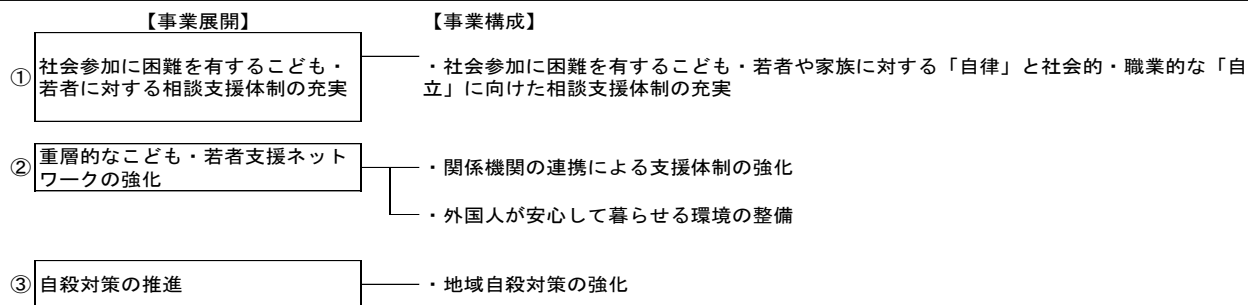 【事業展開】 【事業構成】
① 社会参加に困難を有するこども・
若者に対する相談支援体制の充実
・社会参加に困難を有するこども・若者や家族に対する「自律」と社会的・職業的な「自
立」に向けた相談支援体制の充実
② 重層的なこども・若者支援ネット
ワークの強化
・関係機関の連携による支援体制の強化
・外国人が安心して暮らせる環境の整備
③ 自殺対策の推進
・地域自殺対策の強化